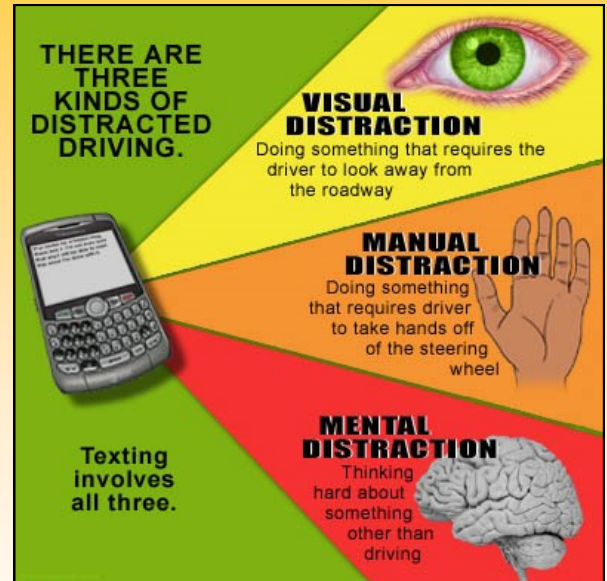 THERE ARE
THREE
KINDS OF
DISTRACTED
DRIVING.
VISUAL
DISTRACTION
Doing something that requires the
driver to look away from
the roadway
MANUAL
DISTRACTION
Doing something
that requires driver
to take hands off
of the steering
wheel
MENTAL
DISTRACTION
Thinking
hard about
something
other than
driving
Texting
involves
all three.